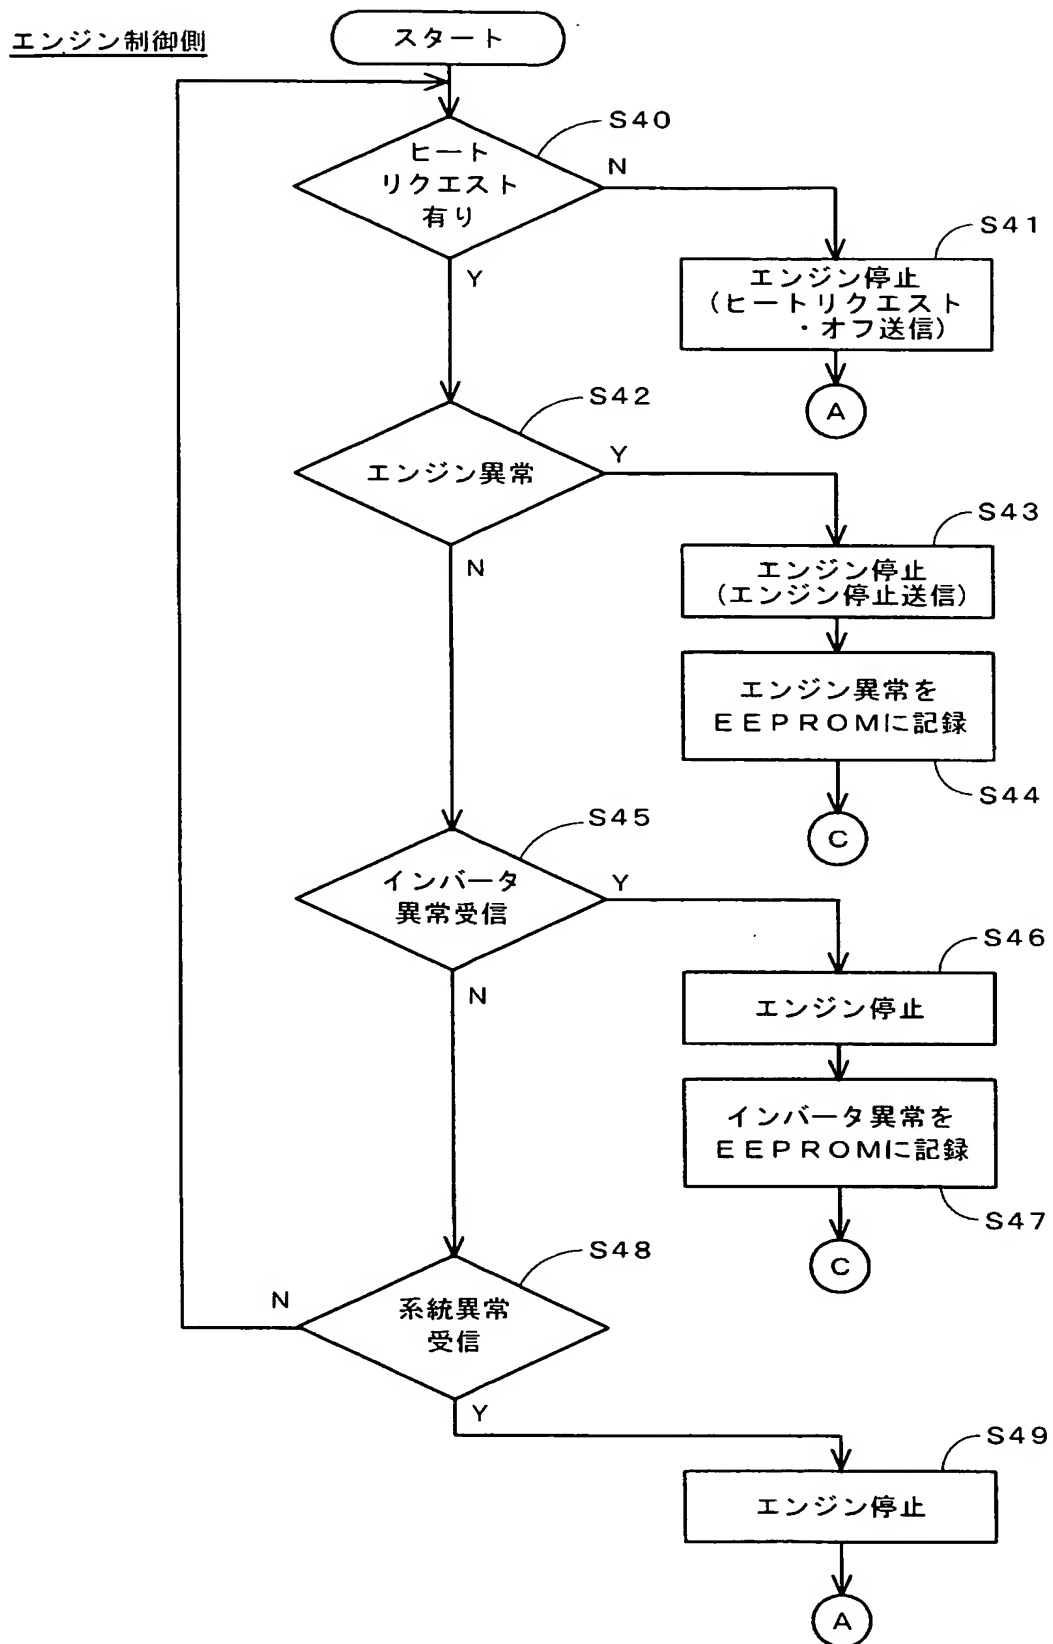 エンジン制御側
スタート
S40
ヒート
リクエスト
有り
N
Y
S41
エンジン停止
(ヒートリクエスト
・オフ送信)
A
S42
エンジン異常
Y
N
S43
エンジン停止
(エンジン停止送信)
エンジン異常を
EEPROMに記録
S44
C
S45
インバータ
異常受信
Y
N
S46
エンジン停止
インバータ異常を
EEPROMに記録
S47
C
S48
系統異常
受信
N
Y
S49
エンジン停止
A